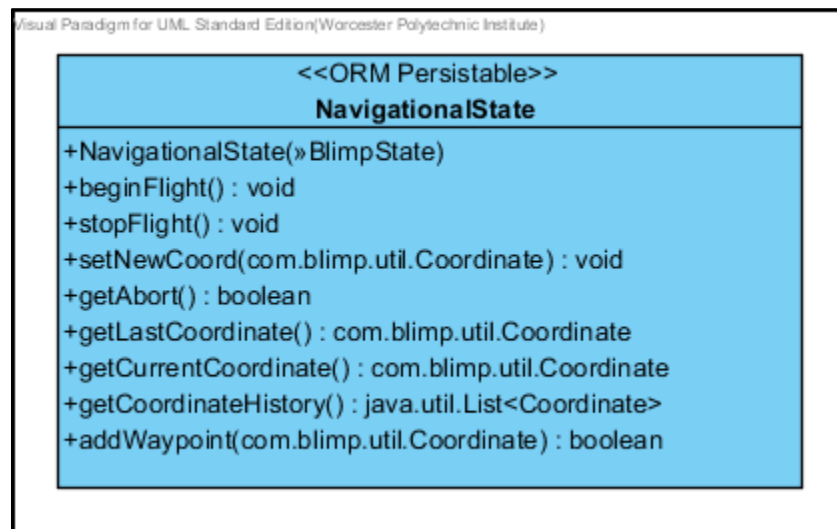 Visual Paradigm for UML Standard Edition(Worcester Polytechnic Institute)
<<ORM Persistable>>
NavigationalState
+NavigationalState(»BlimpState)
+beginFlight() : void
+stopFlight() : void
+setNewCoord(com.blimp.util.Coordinate) : void
+getAbort() : boolean
+getLastCoordinate() : com.blimp.util.Coordinate
+getCurrentCoordinate() : com.blimp.util.Coordinate
+getCoordinateHistory() : java.util.List<Coordinate>
+addWaypoint(com.blimp.util.Coordinate) : boolean